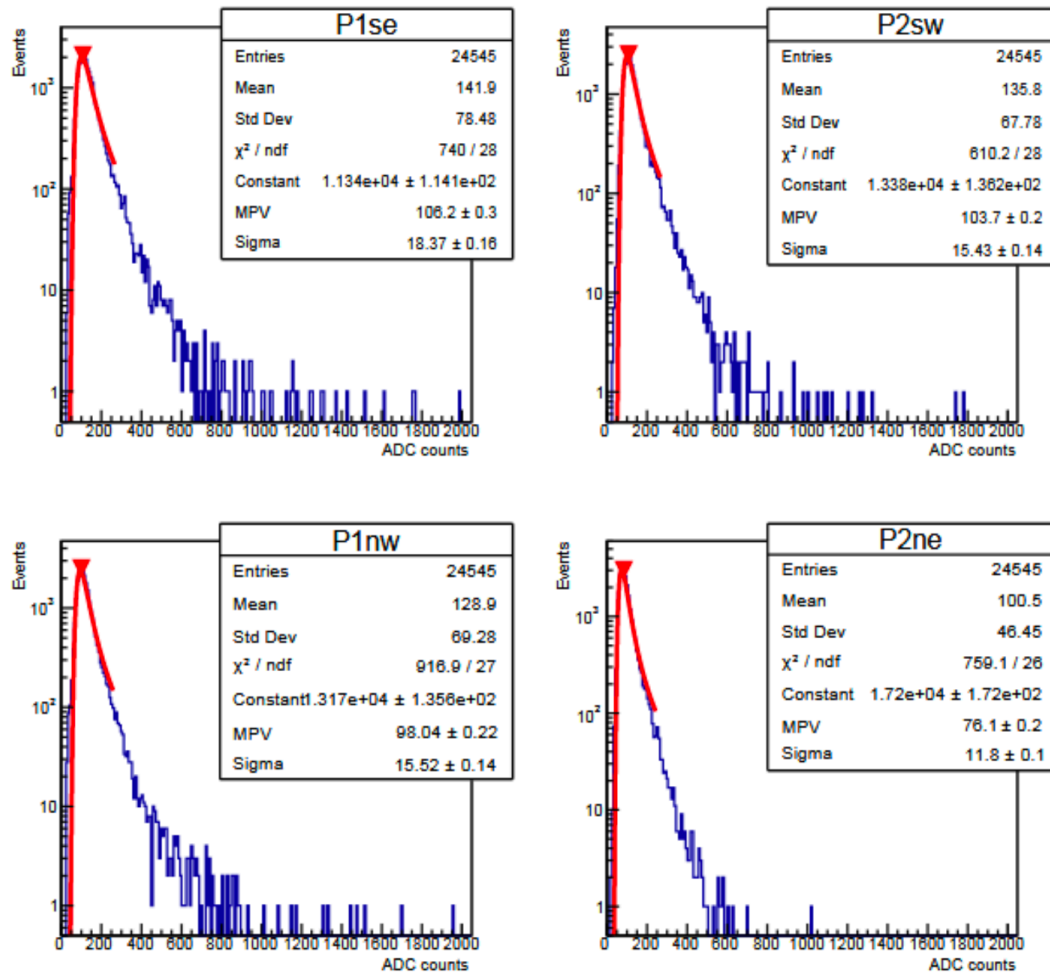 P1se
Entries 24545
Mean 141.9
Std Dev 78.48
χ² / ndf 740 / 28
Constant 1.134e+04 ± 1.141e+02
MPV 106.2 ± 0.3
Sigma 18.37 ± 0.16
Events
10³
10²
10
1
0 200 400 600 800 1000 1200 1400 1600 1800 2000
ADC counts
P2sw
Entries 24545
Mean 135.8
Std Dev 67.78
χ² / ndf 610.2 / 28
Constant 1.338e+04 ± 1.362e+02
MPV 103.7 ± 0.2
Sigma 15.43 ± 0.14
Events
10³
10²
10
1
0 200 400 600 800 1000 1200 1400 1600 1800 2000
ADC counts
P1nw
Entries 24545
Mean 128.9
Std Dev 69.28
χ² / ndf 916.9 / 27
Constant1.317e+04 ± 1.356e+02
MPV 98.04 ± 0.22
Sigma 15.52 ± 0.14
Events
10³
10²
10
1
0 200 400 600 800 1000 1200 1400 1600 1800 2000
ADC counts
P2ne
Entries 24545
Mean 100.5
Std Dev 46.45
χ² / ndf 759.1 / 26
Constant 1.72e+04 ± 1.72e+02
MPV 76.1 ± 0.2
Sigma 11.8 ± 0.1
Events
10³
10²
10
1
0 200 400 600 800 1000 1200 1400 1600 1800 2000
ADC counts